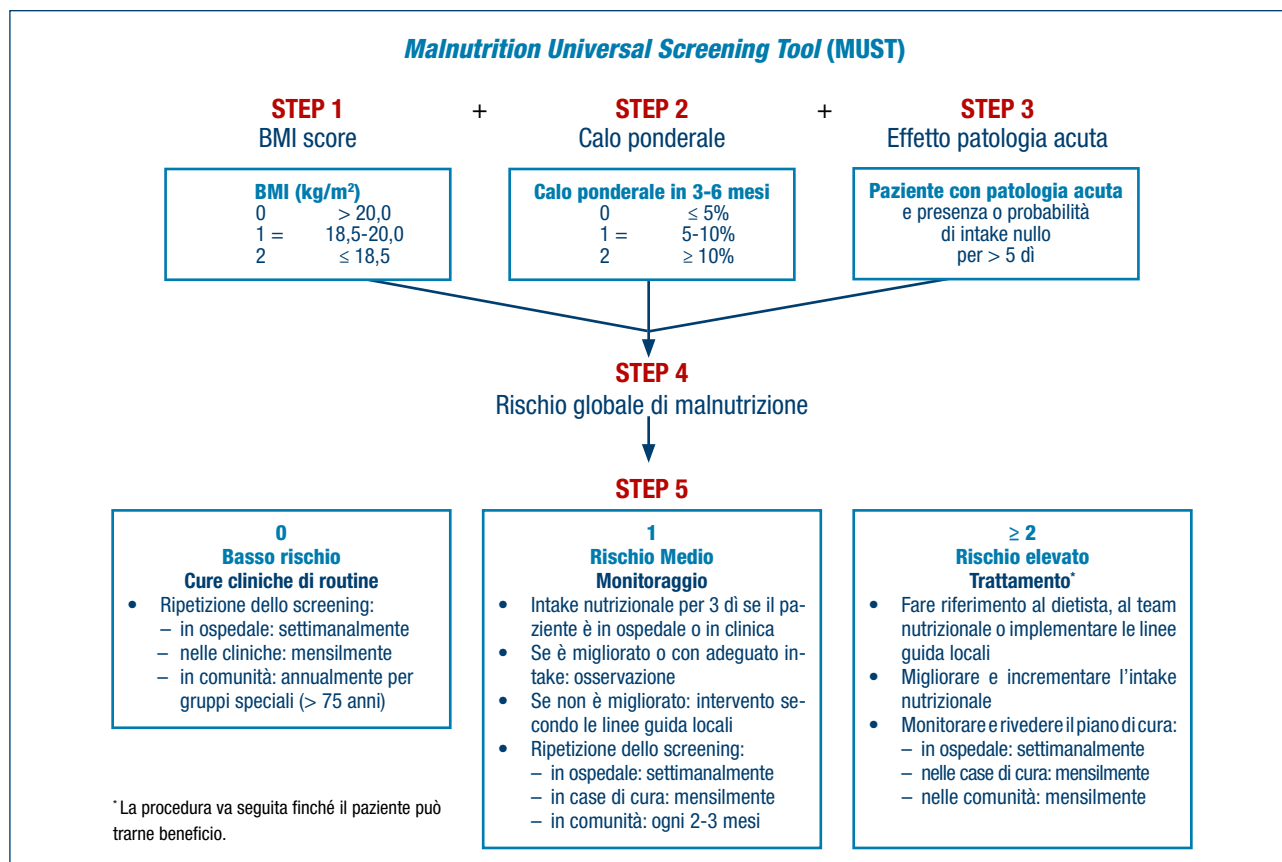 Malnutrition Universal Screening Tool (MUST)
STEP 1 + STEP 2 + STEP 3
BMI score
Calo ponderale
Effetto patologia acuta
BMI (kg/m²)
0 > 20,0
1 = 18,5-20,0
2 ≤ 18,5
Calo ponderale in 3-6 mesi
0 ≤ 5%
1 = 5-10%
2 ≥ 10%
Paziente con patologia acuta
e presenza o probabilità
di intake nullo
per > 5 dì
STEP 4
Rischio globale di malnutrizione
STEP 5
0
Basso rischio
Cure cliniche di routine
• Ripetizione dello screening:
– in ospedale: settimanalmente
– nelle cliniche: mensilmente
– in comunità: annualmente per
gruppi speciali (> 75 anni)
1
Rischio Medio
Monitoraggio
• Intake nutrizionale per 3 dì se il pa-
ziente è in ospedale o in clinica
• Se è migliorato o con adeguato in-
take: osservazione
• Se non è migliorato: intervento se-
condo le linee guida locali
• Ripetizione dello screening:
– in ospedale: settimanalmente
– in case di cura: mensilmente
– in comunità: ogni 2-3 mesi
≥ 2
Rischio elevato
Trattamento*
• Fare riferimento al dietista, al team
nutrizionale o implementare le linee
guida locali
• Migliorare e incrementare l'intake
nutrizionale
• Monitorare e rivedere il piano di cura:
– in ospedale: settimanalmente
– nelle case di cura: mensilmente
– nelle comunità: mensilmente
* La procedura va seguita finché il paziente può
trarne beneficio.